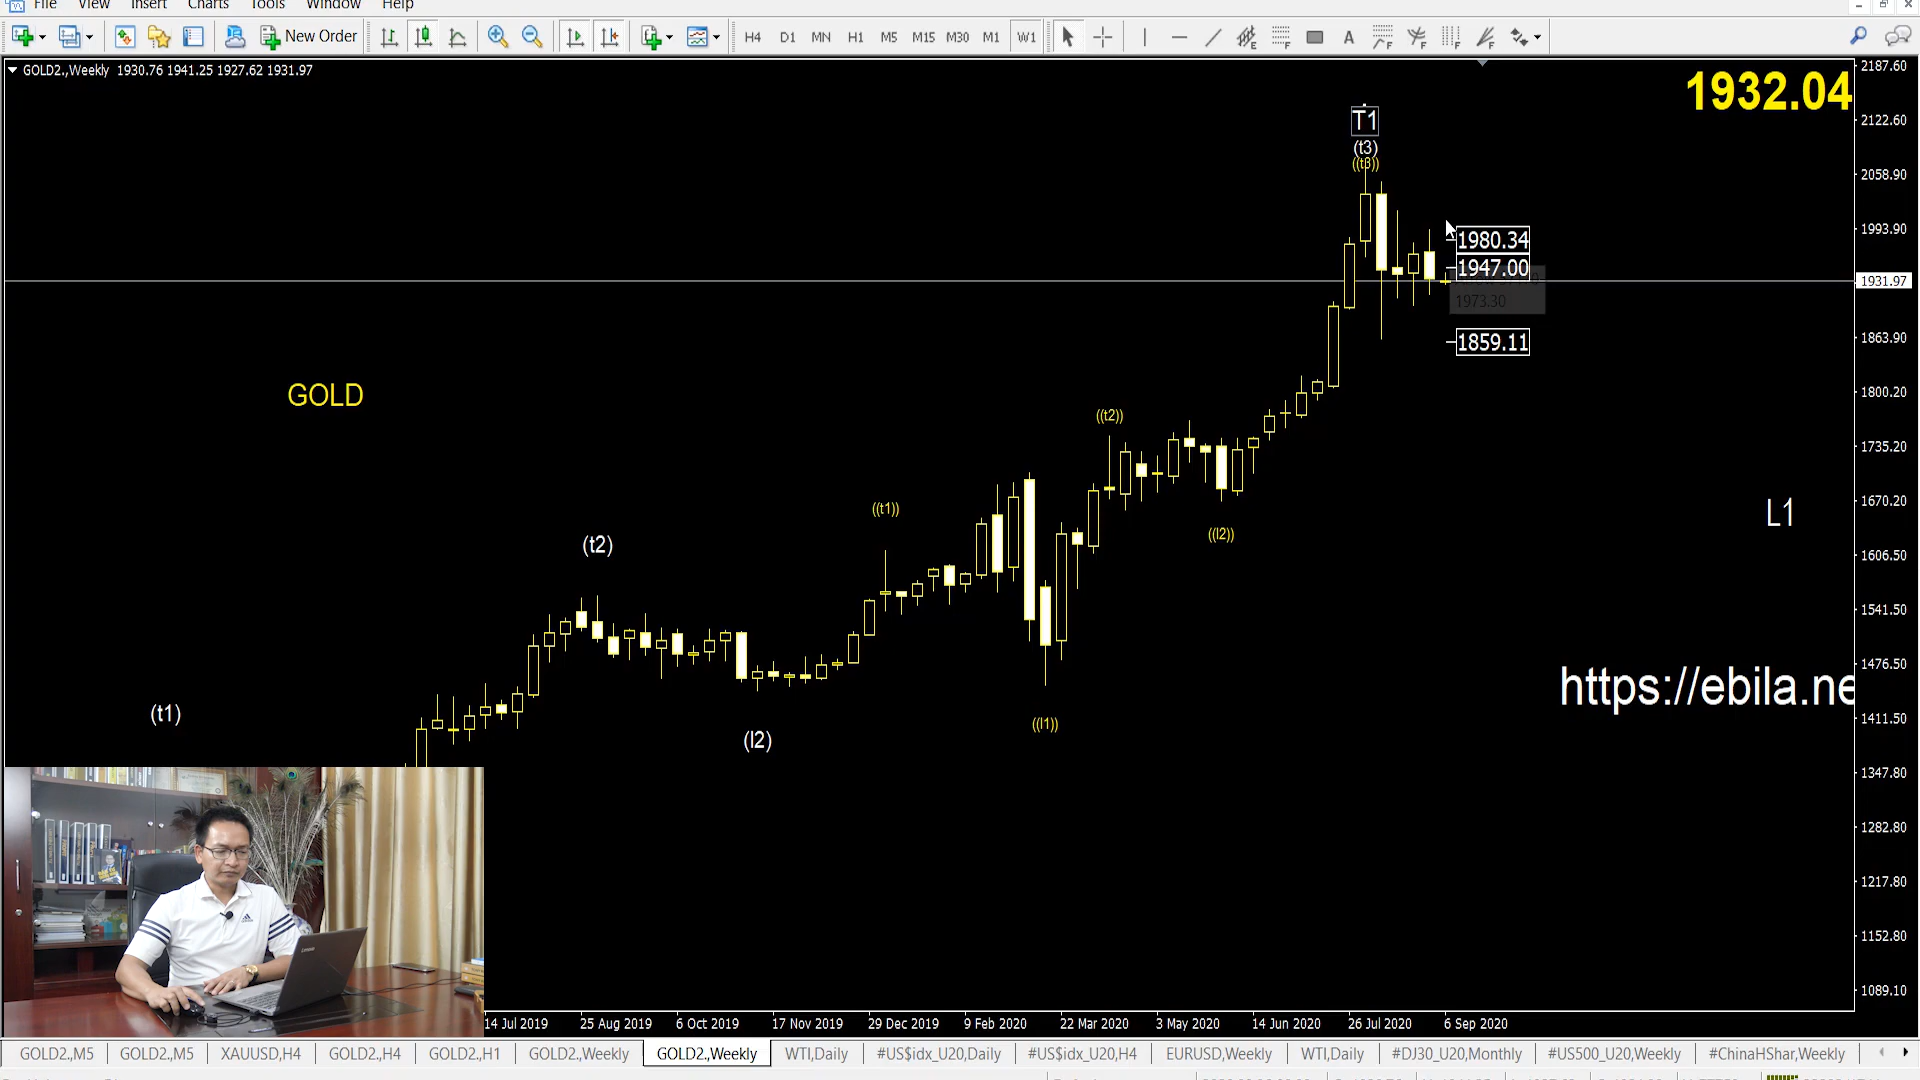 File View Insert Charts Tools Window Help
New Order H4 D1 MN H1 M5 M15 M30 M1 W1 A
GOLD2.,Weekly 1930.76 1941.25 1927.62 1931.97
1932.04
2187.60
2122.60
2058.90
1993.90
1931.97
1863.90
1800.20
1735.20
1670.20
1606.50
1541.50
1476.50
1411.50
1347.80
1282.80
1217.80
1152.80
1089.10
T1
(t3)
((t3))
1980.34
1947.00
1973.30
1859.11
GOLD
((t2))
((t1))
((l2))
L1
(t2)
https://ebila.ne
(t1)
((l1))
(l2)
14 Jul 2019 25 Aug 2019 6 Oct 2019 17 Nov 2019 29 Dec 2019 9 Feb 2020 22 Mar 2020 3 May 2020 14 Jun 2020 26 Jul 2020 6 Sep 2020
GOLD2.,M5 GOLD2.,M5 XAUUSD,H4 GOLD2.,H4 GOLD2.,H1 GOLD2.,Weekly GOLD2.,Weekly WTI,Daily #US$idx_U20,Daily #US$idx_U20,H4 EURUSD,Weekly WTI,Daily #DJ30_U20,Monthly #US500_U20,Weekly #ChinaHShar,Weekly